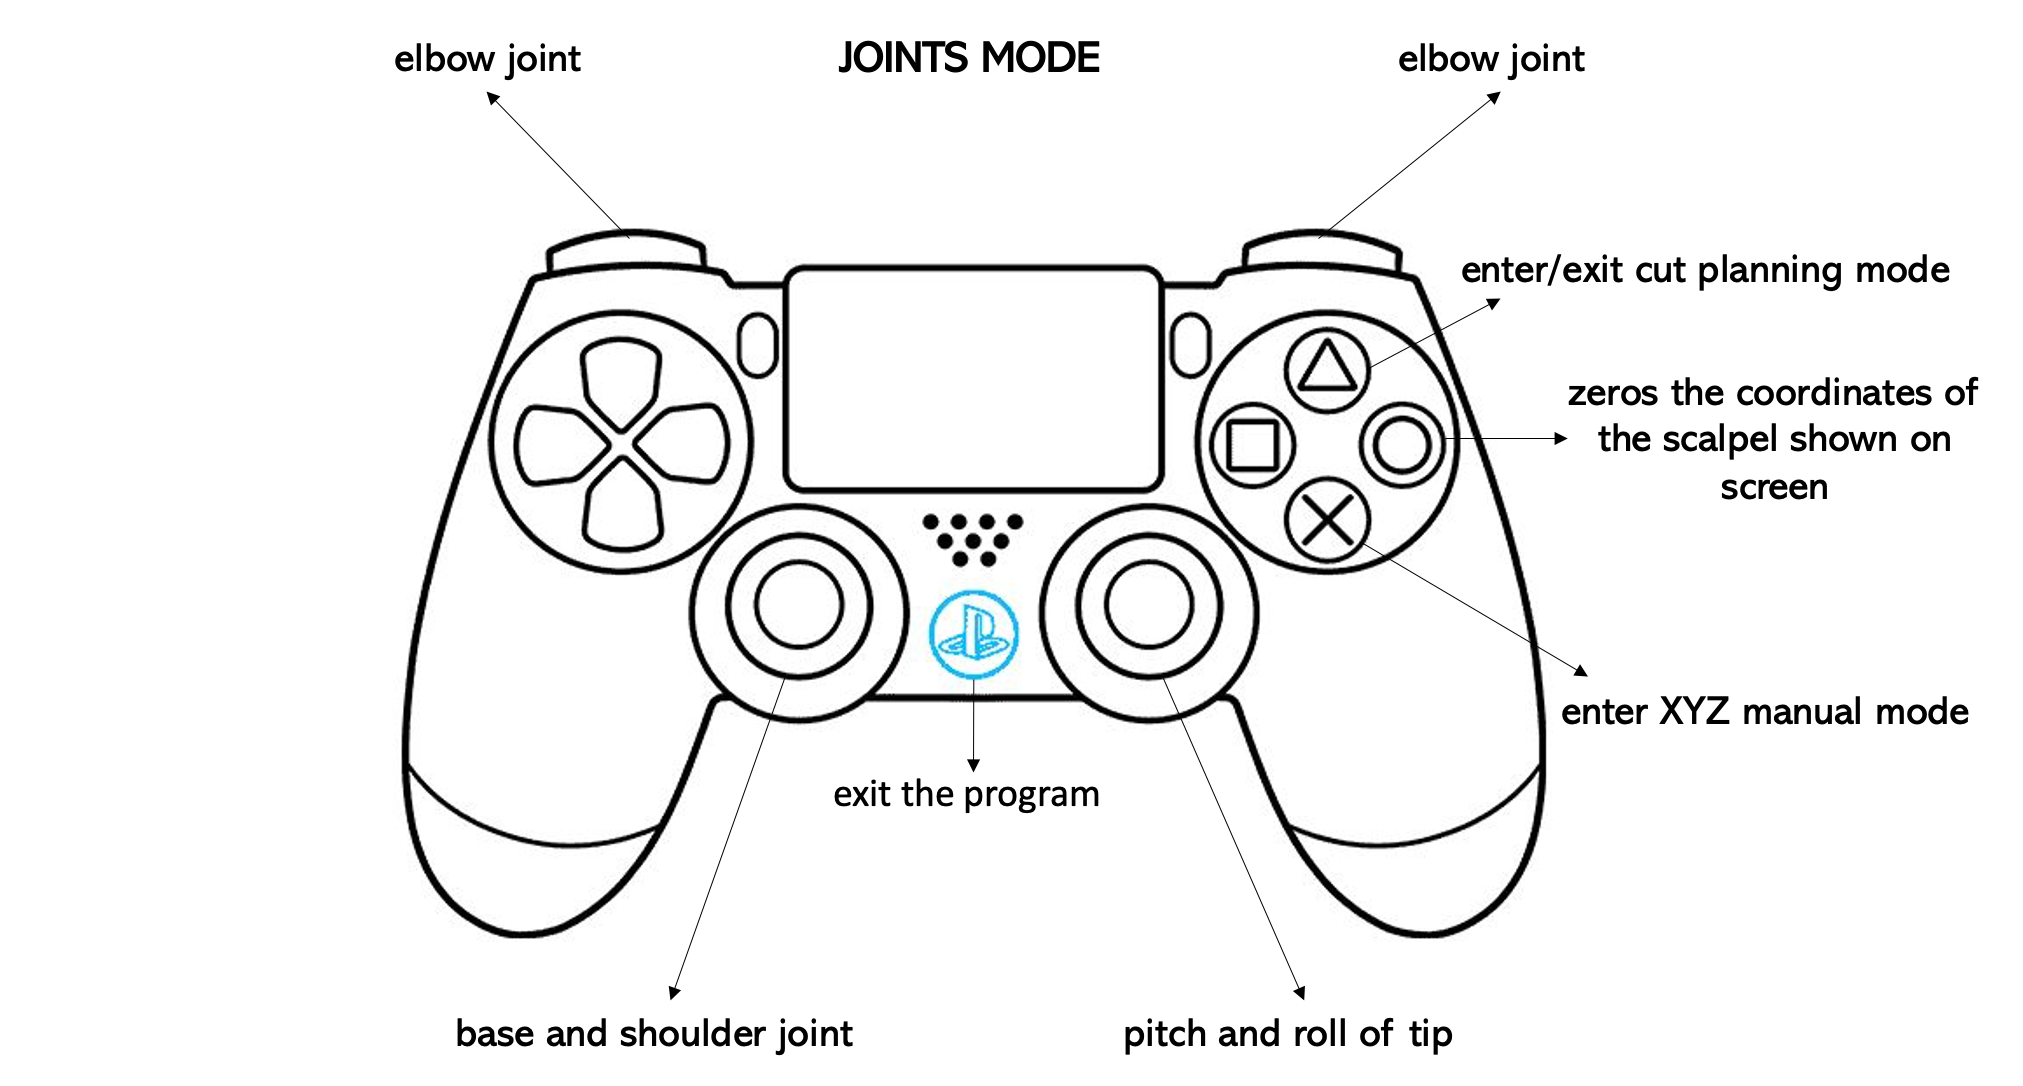 elbow joint
JOINTS MODE
elbow joint
enter/exit cut planning mode
zeros the coordinates of
the scalpel shown on
screen
enter XYZ manual mode
exit the program
base and shoulder joint
pitch and roll of tip